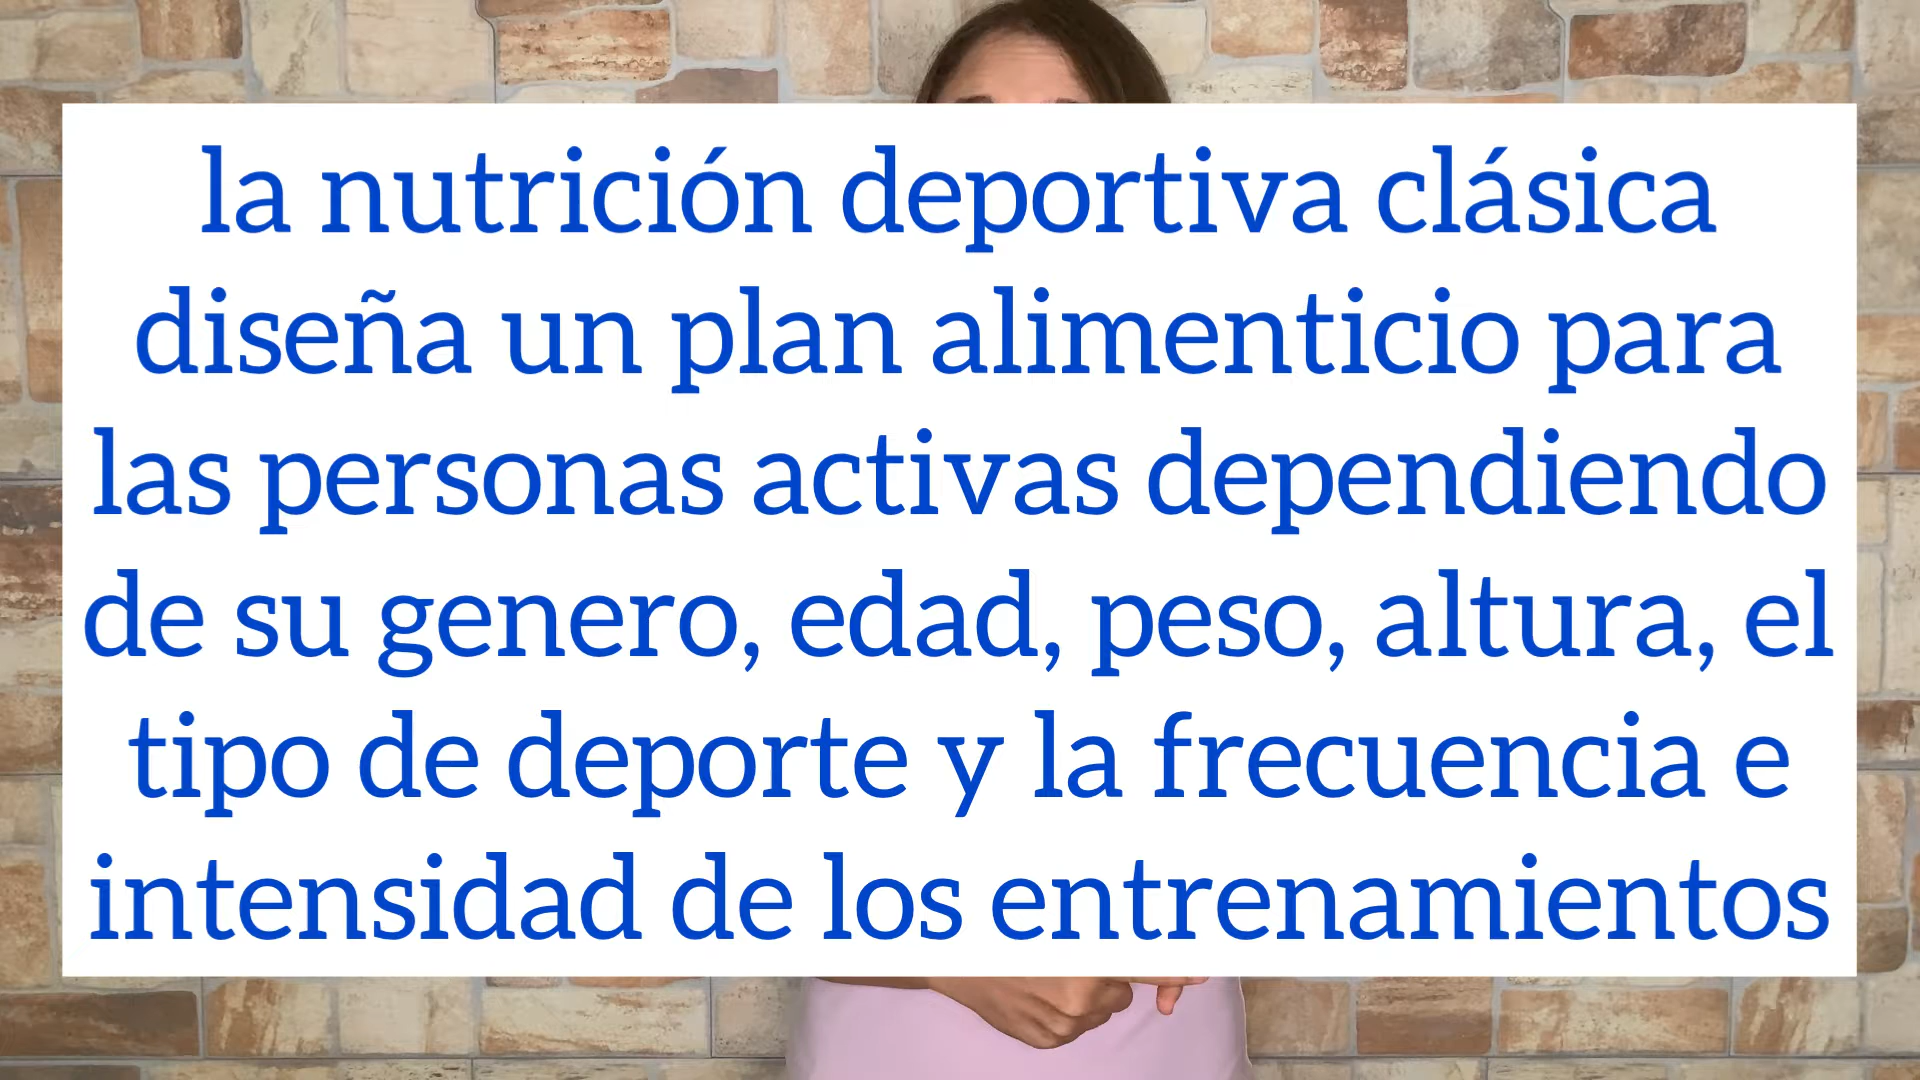 la nutrición deportiva clásica
diseña un plan alimenticio para
las personas activas dependiendo
de su genero, edad, peso, altura, el
tipo de deporte y la frecuencia e
intensidad de los entrenamientos